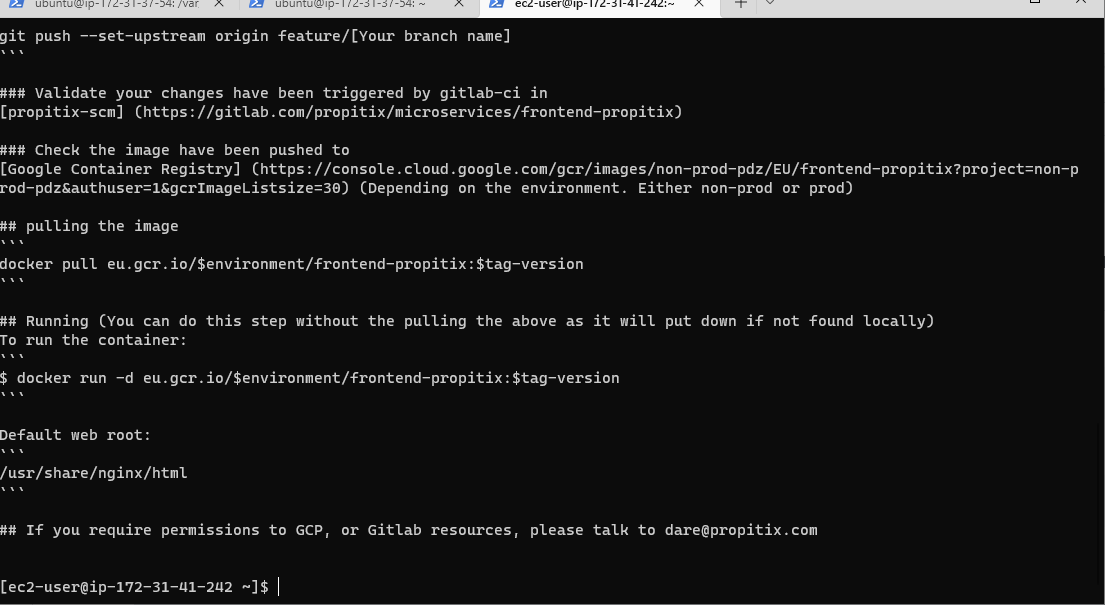 ubuntu@ip-172-31-37-54: /var
ubuntu@ip-172-31-37-54: ~
ec2-user@ip-172-31-41-242:~
git push --set-upstream origin feature/[Your branch name]
```
### Validate your changes have been triggered by gitlab-ci in
[propitix-scm] (https://gitlab.com/propitix/microservices/frontend-propitix)
### Check the image have been pushed to
[Google Container Registry] (https://console.cloud.google.com/gcr/images/non-prod-pdz/EU/frontend-propitix?project=non-p
rod-pdz&authuser=1&gcrImageListsize=30) (Depending on the environment. Either non-prod or prod)
## pulling the image
```
docker pull eu.gcr.io/$environment/frontend-propitix:$tag-version
```
## Running (You can do this step without the pulling the above as it will put down if not found locally)
To run the container:
```
$ docker run -d eu.gcr.io/$environment/frontend-propitix:$tag-version
```
Default web root:
```
/usr/share/nginx/html
```
## If you require permissions to GCP, or Gitlab resources, please talk to dare@propitix.com
[ec2-user@ip-172-31-41-242 ~]$